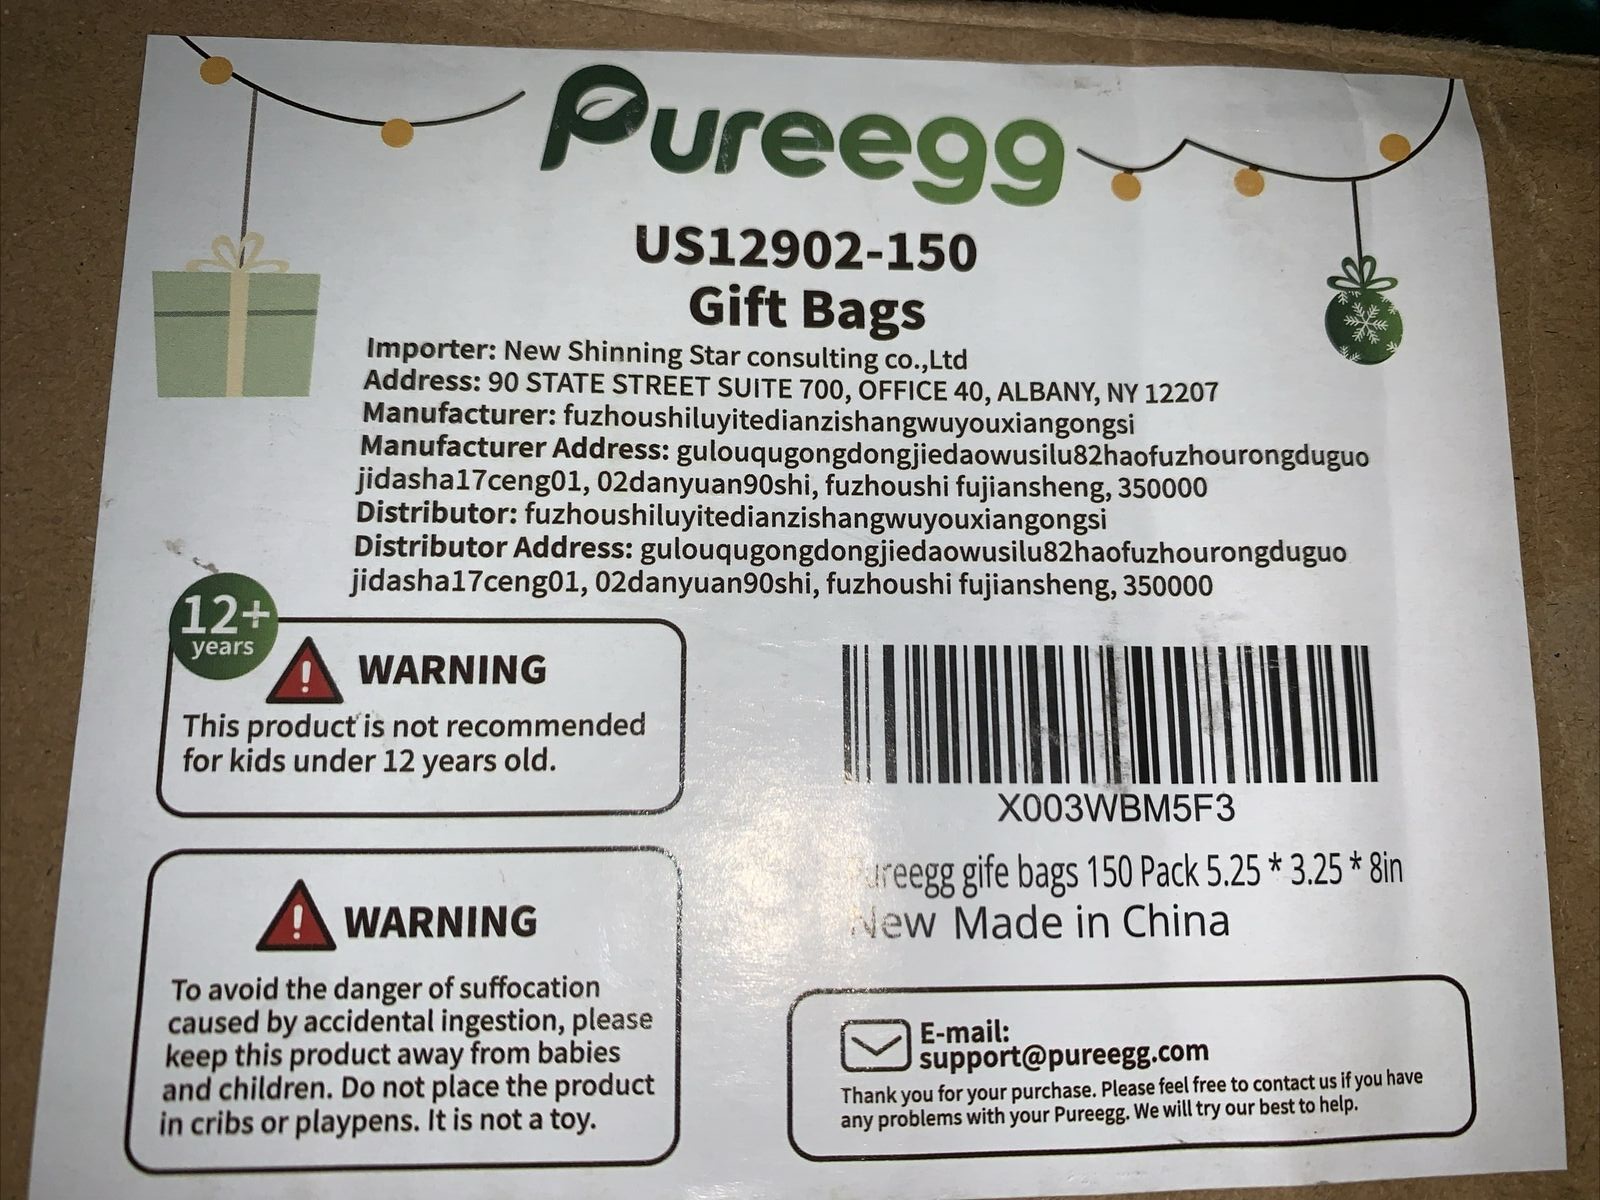 Pureegg
US12902-150
Gift Bags
Importer: New Shinning Star consulting co.,Ltd
Address: 90 STATE STREET SUITE 700, OFFICE 40, ALBANY, NY 12207
Manufacturer: fuzhoushiluyitedianzishangwuyouxiangongsi
Manufacturer Address: gulouqugongdongjiedaowusilu82haofuzhourongduguo
jidasha17ceng01, 02danyuan90shi, fuzhoushi fujiansheng, 350000
Distributor: fuzhoushiluyitedianzishangwuyouxiangongsi
Distributor Address: gulouqugongdongjiedaowusilu82haofuzhourongduguo
jidasha17ceng01, 02danyuan90shi, fuzhoushi fujiansheng, 350000
12+
years
WARNING
This product is not recommended
for kids under 12 years old.
WARNING
To avoid the danger of suffocation
caused by accidental ingestion, please
keep this product away from babies
and children. Do not place the product
in cribs or playpens. It is not a toy.
X003WBM5F3
Pureegg gife bags 150 Pack 5.25 * 3.25 * 8in
New Made in China
E-mail:
support@pureegg.com
Thank you for your purchase. Please feel free to contact us if you have
any problems with your Pureegg. We will try our best to help.